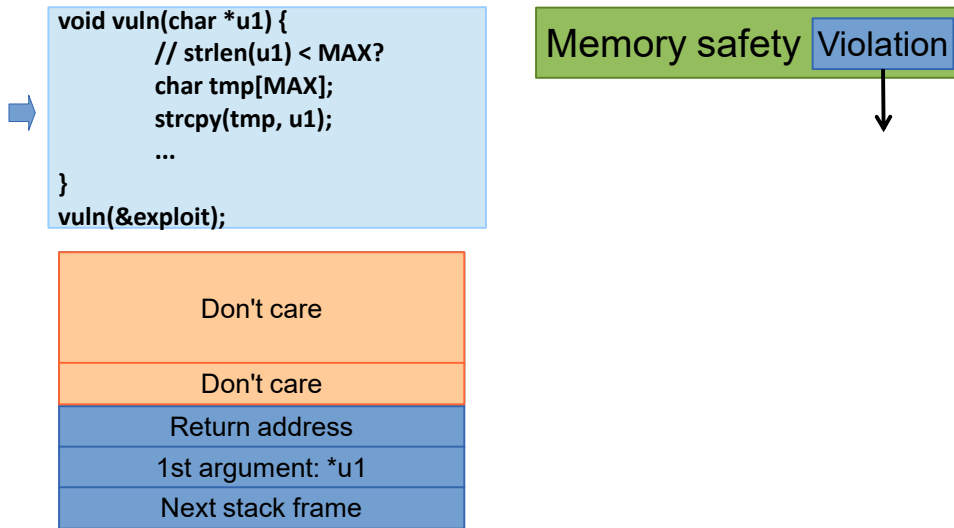 void vuln(char *u1) {
// strlen(u1) < MAX?
char tmp[MAX];
strcpy(tmp, u1);
...
}
vuln(&exploit);
Memory safety Violation
Don't care
Don't care
Return address
1st argument: *u1
Next stack frame